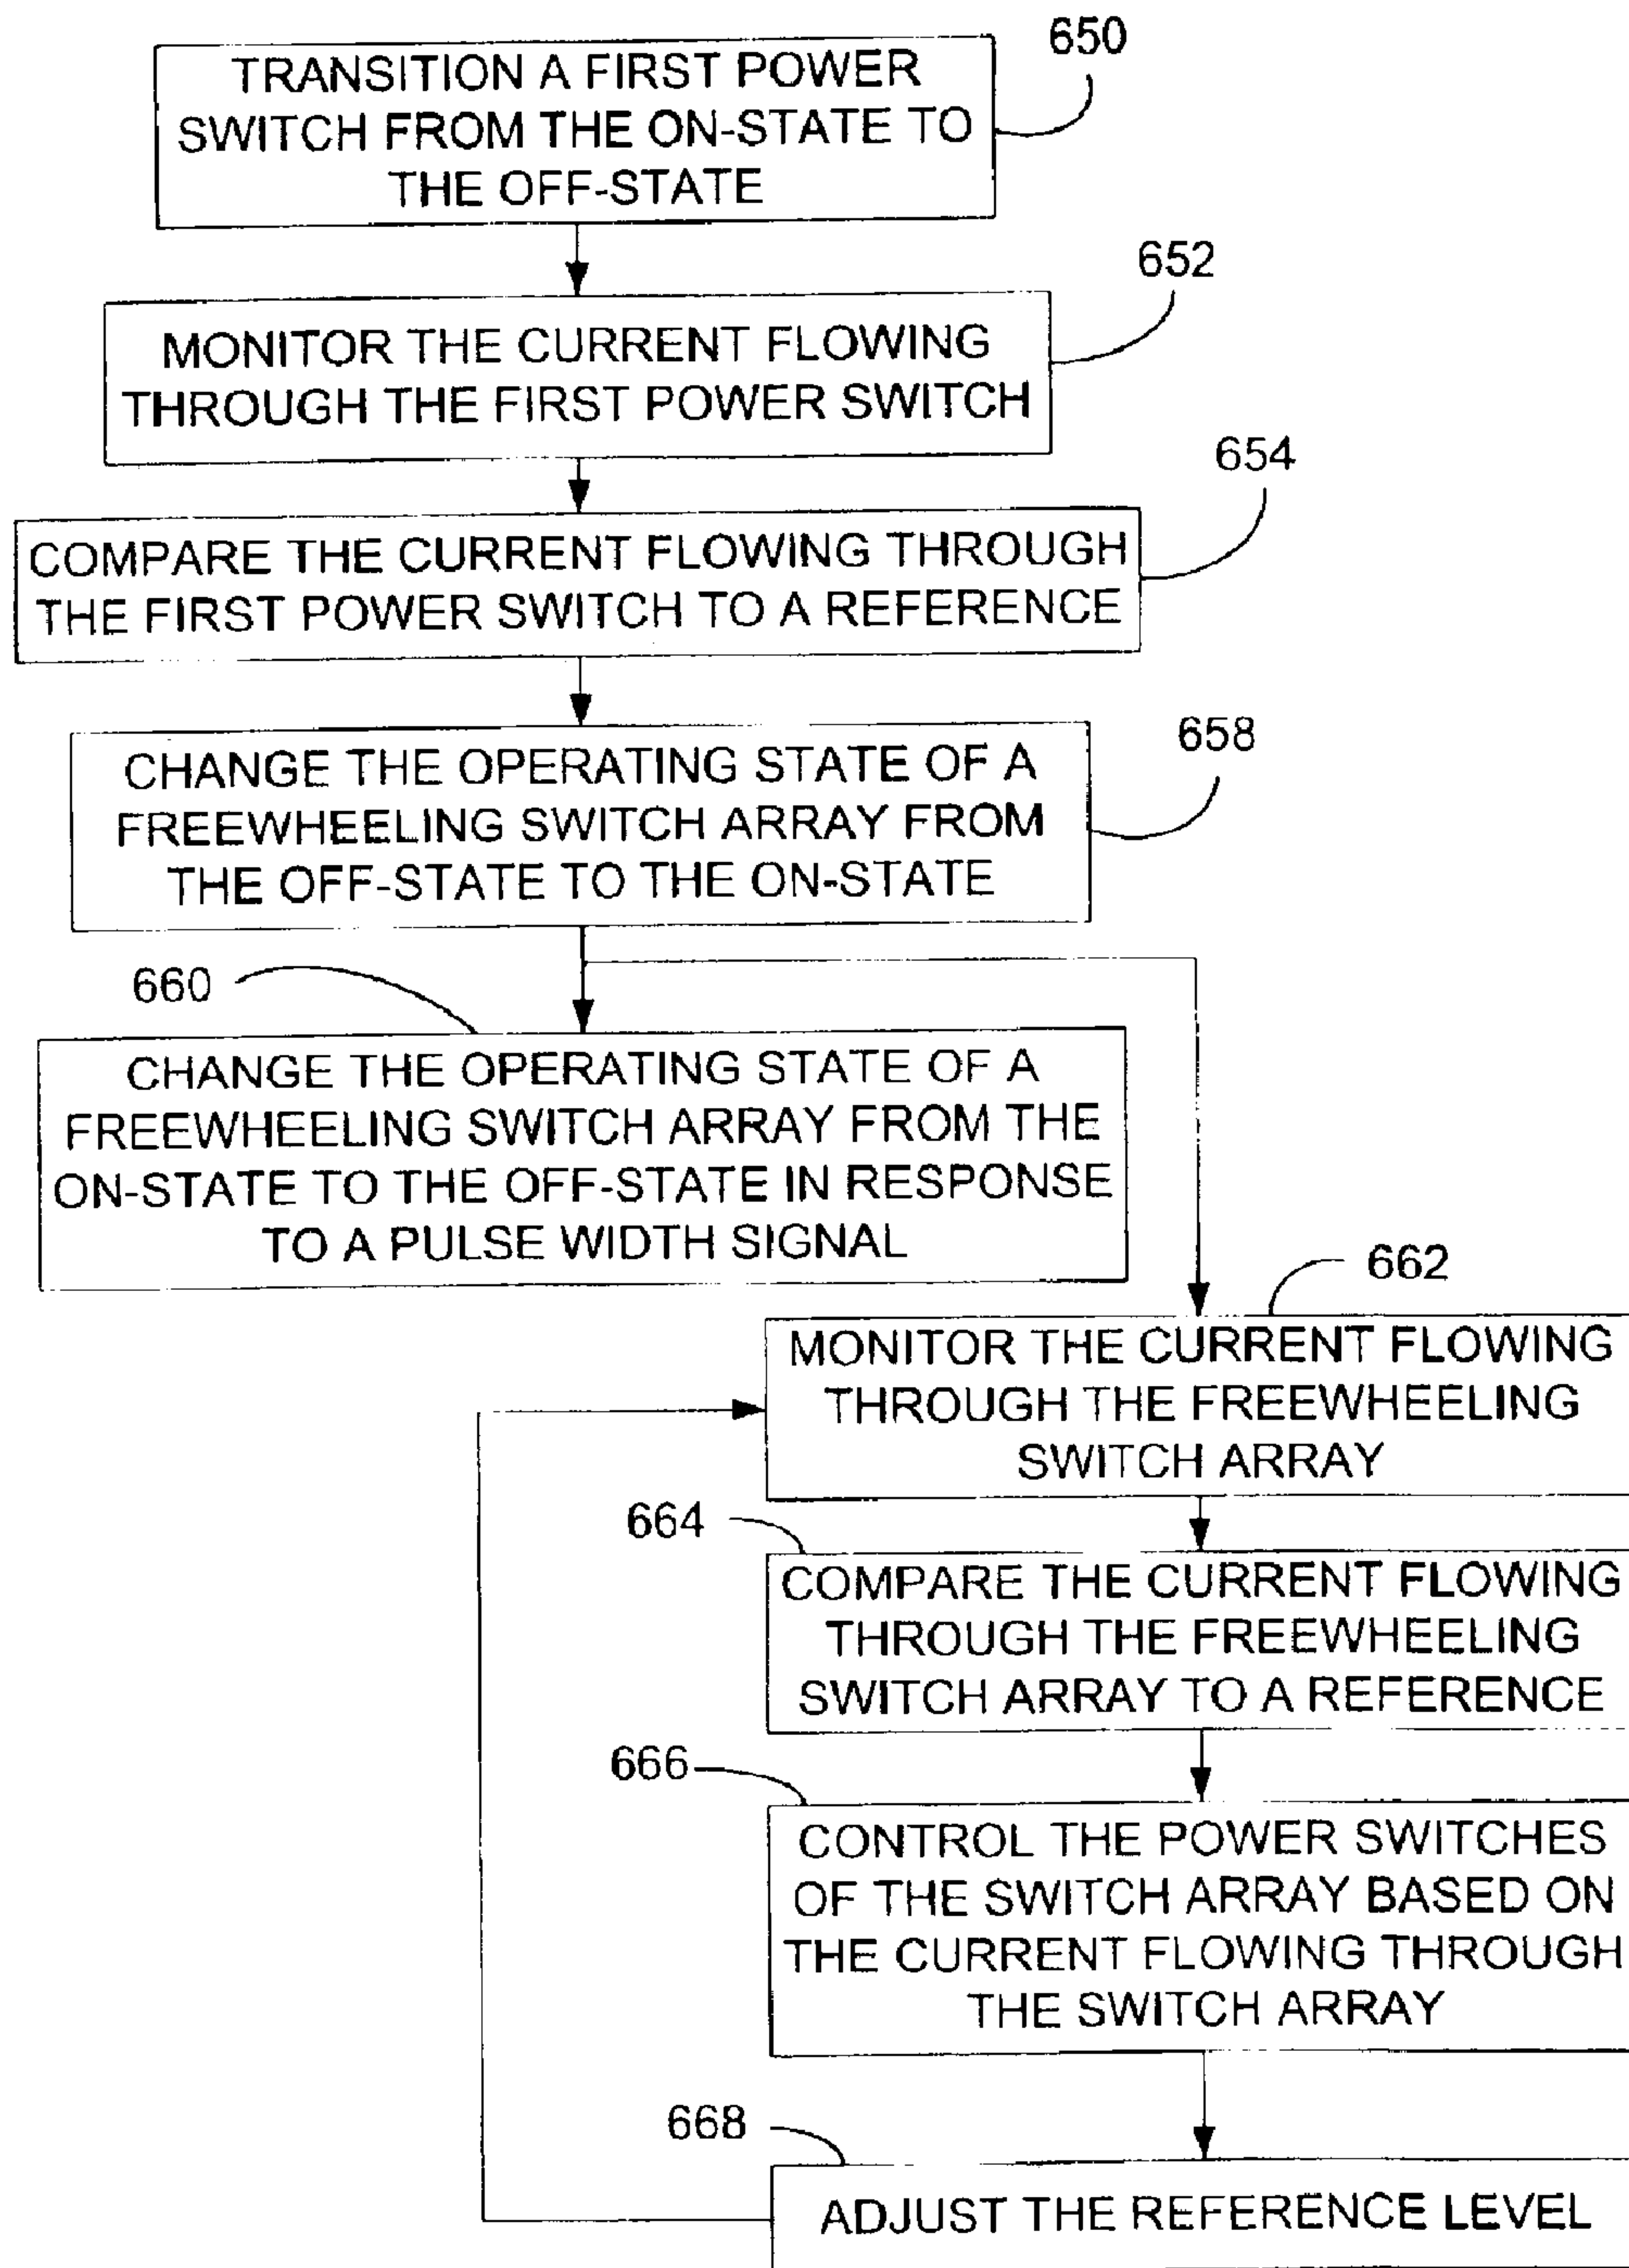 650
TRANSITION A FIRST POWER
SWITCH FROM THE ON-STATE TO
THE OFF-STATE
652
MONITOR THE CURRENT FLOWING
THROUGH THE FIRST POWER SWITCH
654
COMPARE THE CURRENT FLOWING THROUGH
THE FIRST POWER SWITCH TO A REFERENCE
658
CHANGE THE OPERATING STATE OF A
FREEWHEELING SWITCH ARRAY FROM
THE OFF-STATE TO THE ON-STATE
660
CHANGE THE OPERATING STATE OF A
FREEWHEELING SWITCH ARRAY FROM THE
ON-STATE TO THE OFF-STATE IN RESPONSE
TO A PULSE WIDTH SIGNAL
662
MONITOR THE CURRENT FLOWING
THROUGH THE FREEWHEELING
SWITCH ARRAY
664
COMPARE THE CURRENT FLOWING
THROUGH THE FREEWHEELING
SWITCH ARRAY TO A REFERENCE
666
CONTROL THE POWER SWITCHES
OF THE SWITCH ARRAY BASED ON
THE CURRENT FLOWING THROUGH
THE SWITCH ARRAY
668
ADJUST THE REFERENCE LEVEL